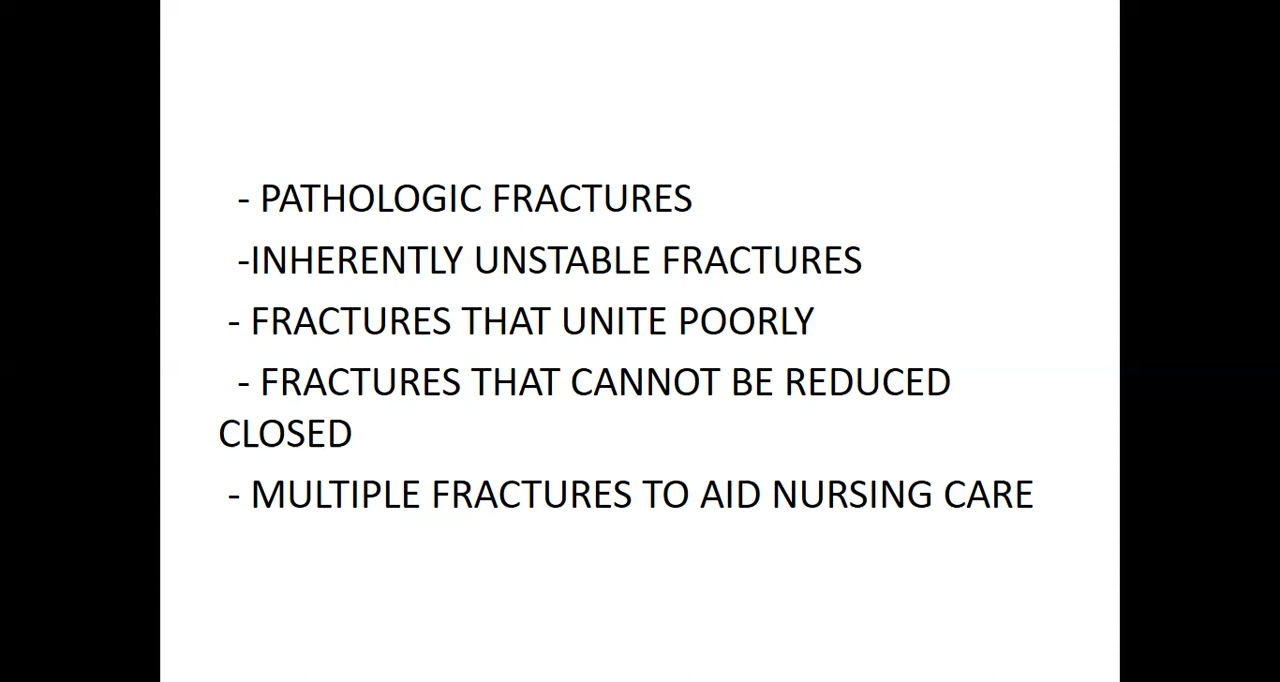 - PATHOLOGIC FRACTURES
-INHERENTLY UNSTABLE FRACTURES
- FRACTURES THAT UNITE POORLY
- FRACTURES THAT CANNOT BE REDUCED
CLOSED
- MULTIPLE FRACTURES TO AID NURSING CARE